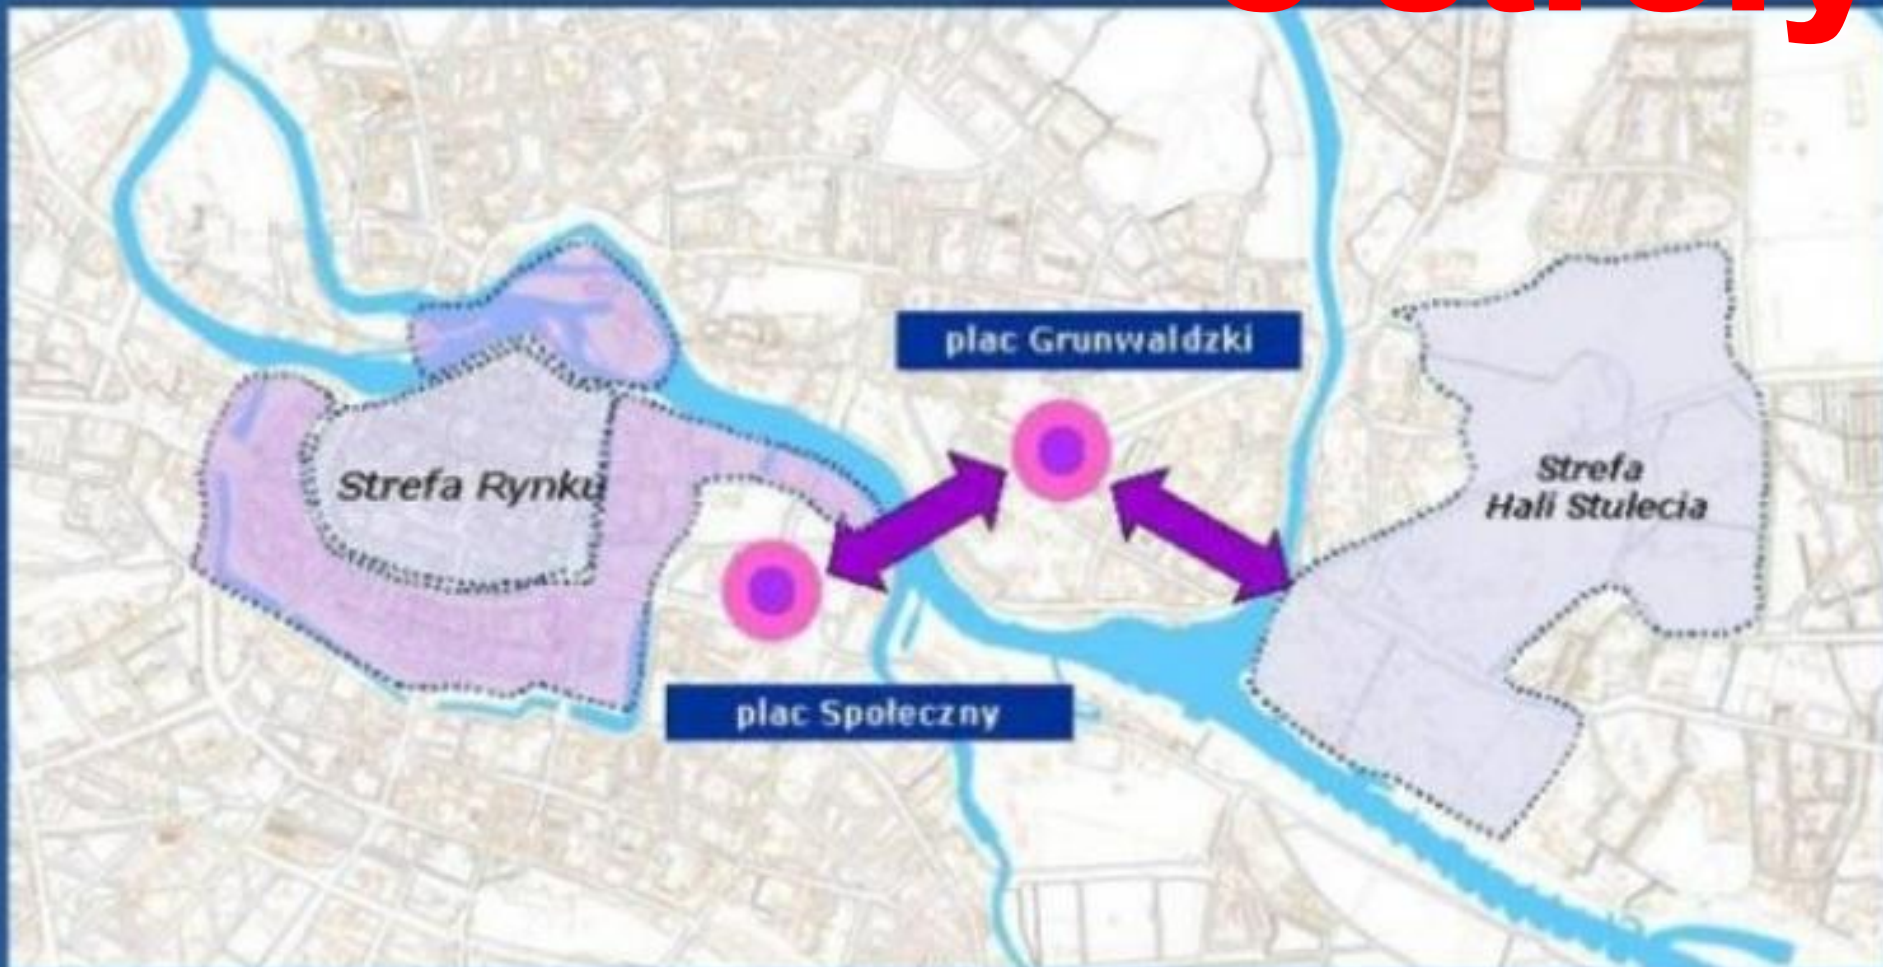 plac Grunwaldzki
Strefa Rynku
Strefa
Hali Stulecia
plac Społeczny